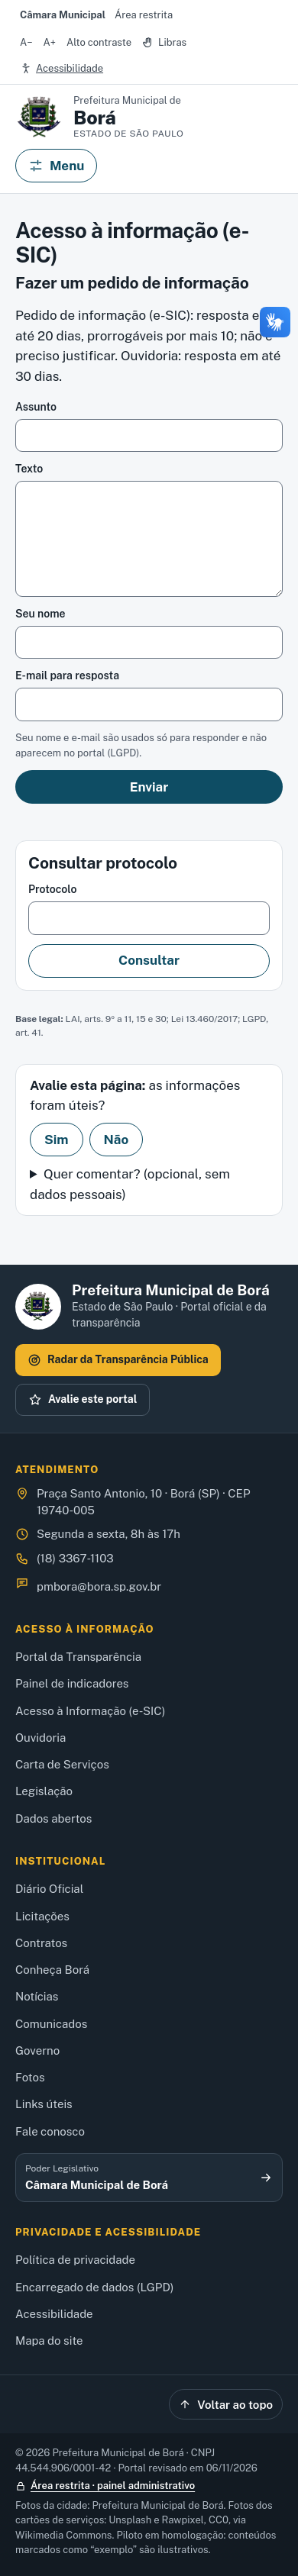 Câmara Municipal Área restrita
A− A+ Alto contraste Libras
Acessibilidade
Prefeitura Municipal de
Borá
ESTADO DE SÃO PAULO
Menu
Acesso à informação (e-
SIC)
Fazer um pedido de informação
Pedido de informação (e-SIC): resposta e
até 20 dias, prorrogáveis por mais 10; não é
preciso justificar. Ouvidoria: resposta em até
30 dias.
Assunto
Texto
Seu nome
E-mail para resposta
Seu nome e e-mail são usados só para responder e não
aparecem no portal (LGPD).
Enviar
Consultar protocolo
Protocolo
Consultar
Base legal: LAI, arts. 9º a 11, 15 e 30; Lei 13.460/2017; LGPD,
art. 41.
Avalie esta página: as informações
foram úteis?
Sim Não
Quer comentar? (opcional, sem
dados pessoais)
Prefeitura Municipal de Borá
Estado de São Paulo · Portal oficial e da
transparência
Radar da Transparência Pública
Avalie este portal
ATENDIMENTO
Praça Santo Antonio, 10 · Borá (SP) · CEP
19740-005
Segunda a sexta, 8h às 17h
(18) 3367-1103
pmbora@bora.sp.gov.br
ACESSO À INFORMAÇÃO
Portal da Transparência
Painel de indicadores
Acesso à Informação (e-SIC)
Ouvidoria
Carta de Serviços
Legislação
Dados abertos
INSTITUCIONAL
Diário Oficial
Licitações
Contratos
Conheça Borá
Notícias
Comunicados
Governo
Fotos
Links úteis
Fale conosco
Poder Legislativo
Câmara Municipal de Borá
PRIVACIDADE E ACESSIBILIDADE
Política de privacidade
Encarregado de dados (LGPD)
Acessibilidade
Mapa do site
Voltar ao topo
© 2026 Prefeitura Municipal de Borá · CNPJ
44.544.906/0001-42 · Portal revisado em 06/11/2026
Área restrita · painel administrativo
Fotos da cidade: Prefeitura Municipal de Borá. Fotos dos
cartões de serviços: Unsplash e Rawpixel, CC0, via
Wikimedia Commons. Piloto em homologação: conteúdos
marcados como “exemplo” são ilustrativos.